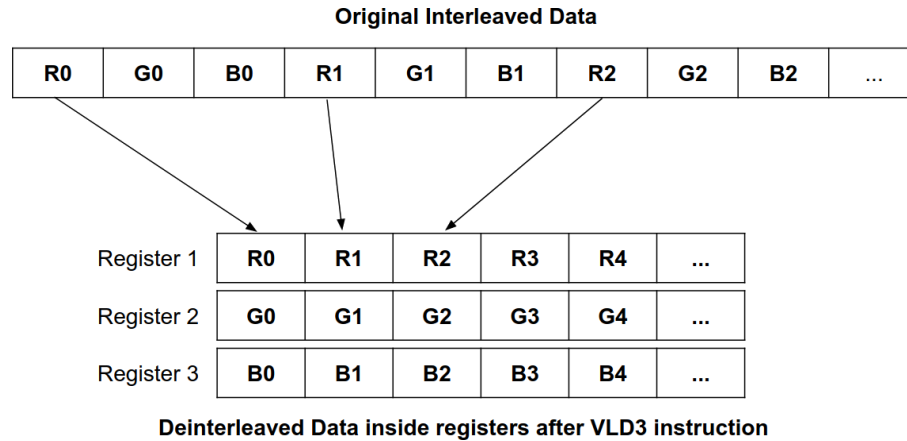 Original Interleaved Data
R0 G0 B0 R1 G1 B1 R2 G2 B2 ...
Register 1 R0 R1 R2 R3 R4 ...
Register 2 G0 G1 G2 G3 G4 ...
Register 3 B0 B1 B2 B3 B4 ...
Deinterleaved Data inside registers after VLD3 instruction